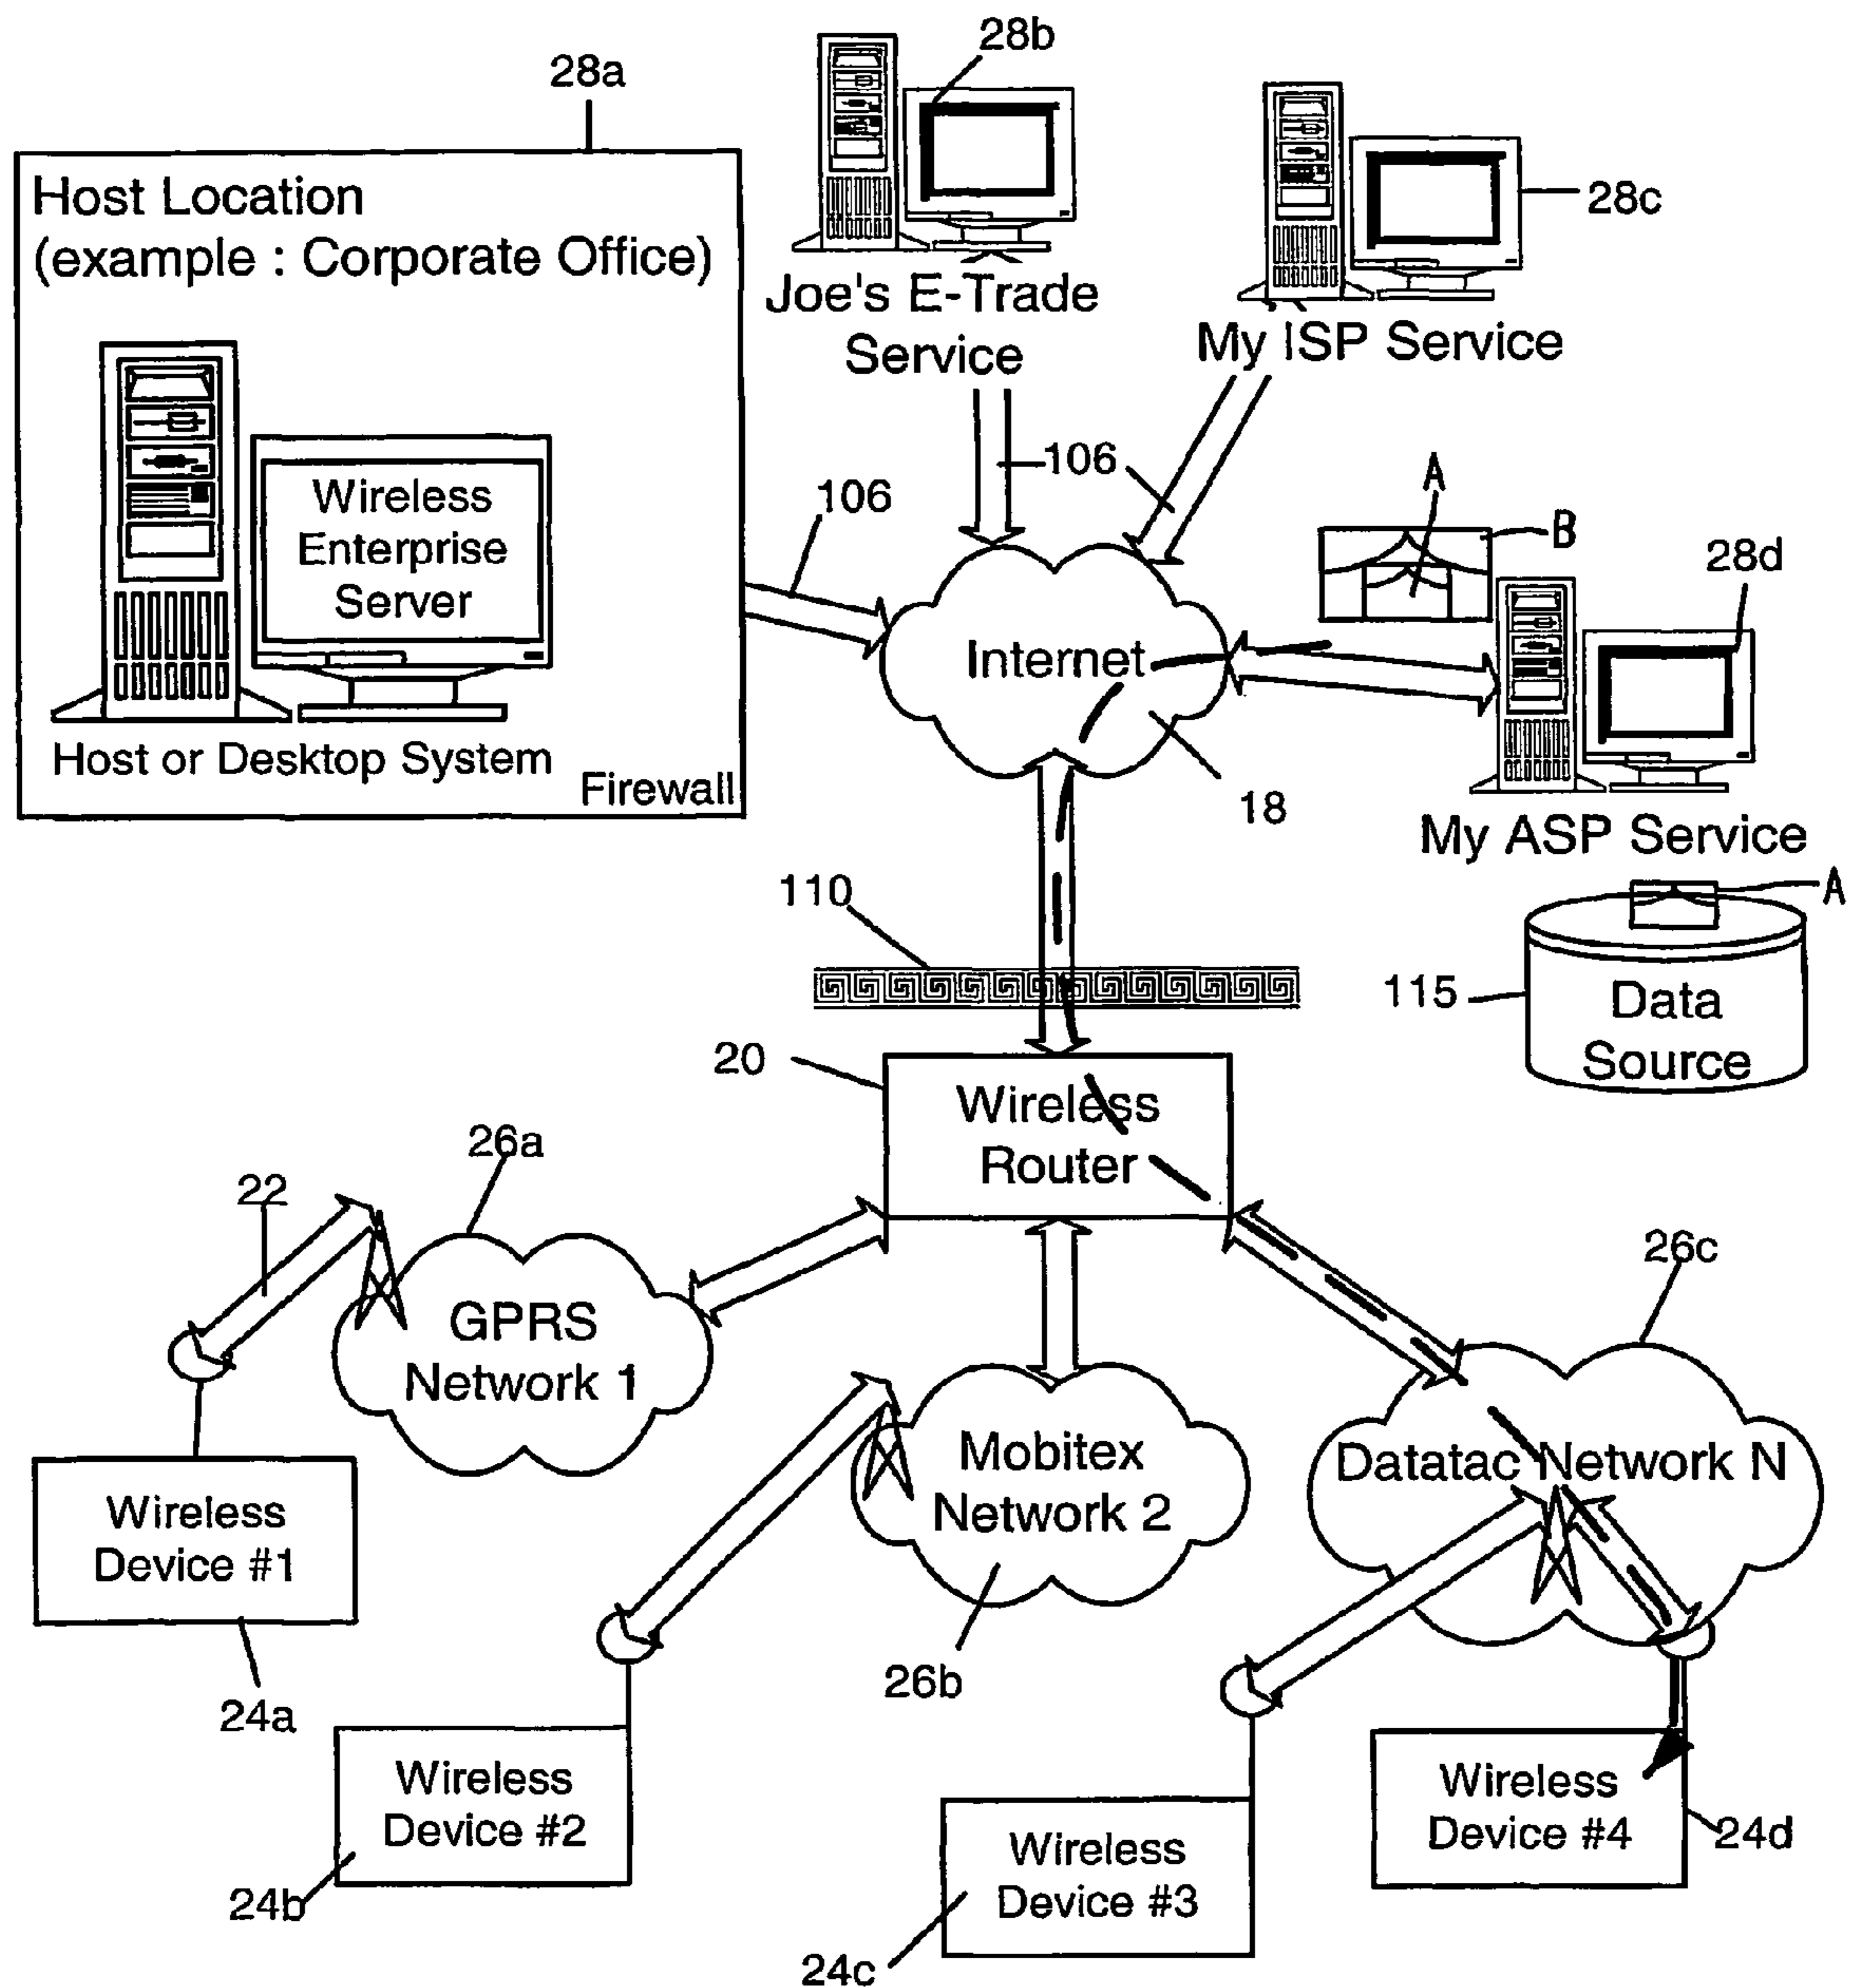 28a
28b
28c
Host Location
(example : Corporate Office)
Joe's E-Trade
Service
My ISP Service
Wireless
Enterprise
Server
Host or Desktop System
Firewall
106
106
A
B
28d
Internet
18
My ASP Service
A
115
Data
Source
110
20
Wireless
Router
22
26a
GPRS
Network 1
26c
Mobitex
Network 2
26b
Datatac Network N
Wireless
Device #1
24a
Wireless
Device #2
24b
Wireless
Device #3
24c
Wireless
Device #4
24d